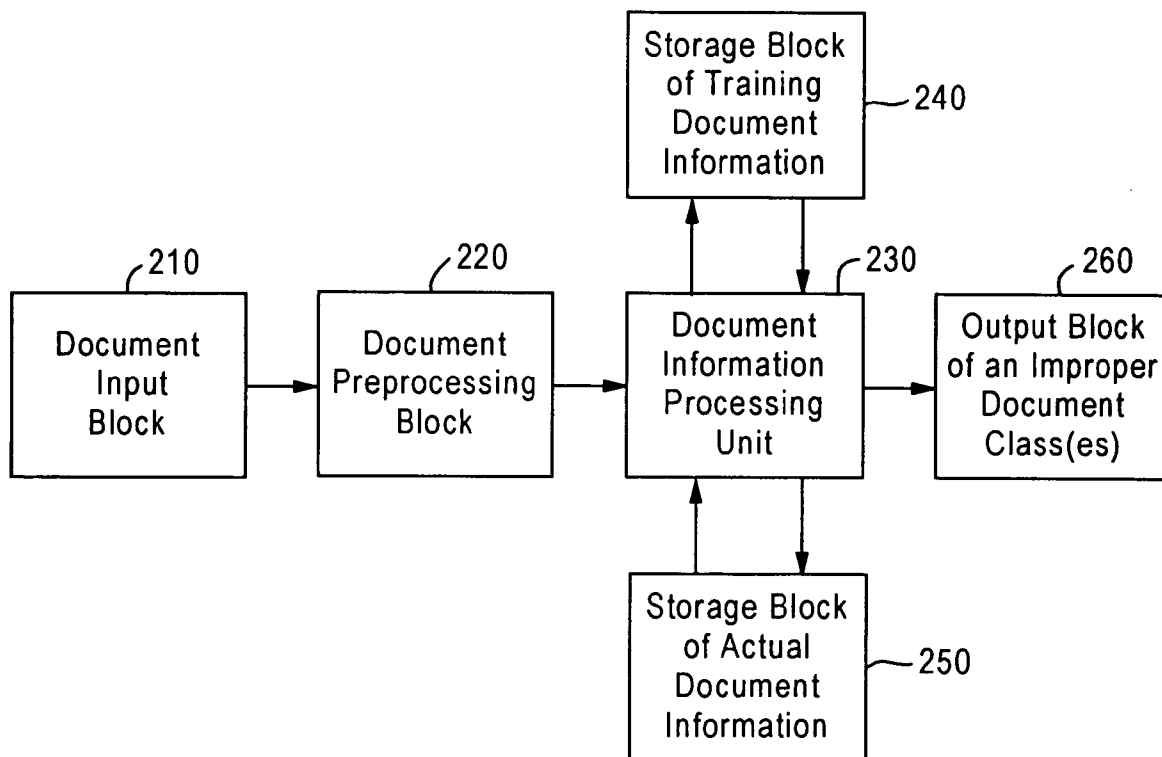 Storage Block
of Training
Document
Information
240
210
Document
Input
Block
220
Document
Preprocessing
Block
230
Document
Information
Processing
Unit
260
Output Block
of an Improper
Document
Class(es)
Storage Block
of Actual
Document
Information
250